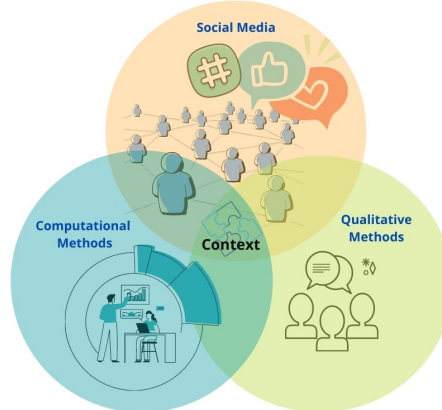 Social Media
#
Computational
Methods
Qualitative
Methods
Context